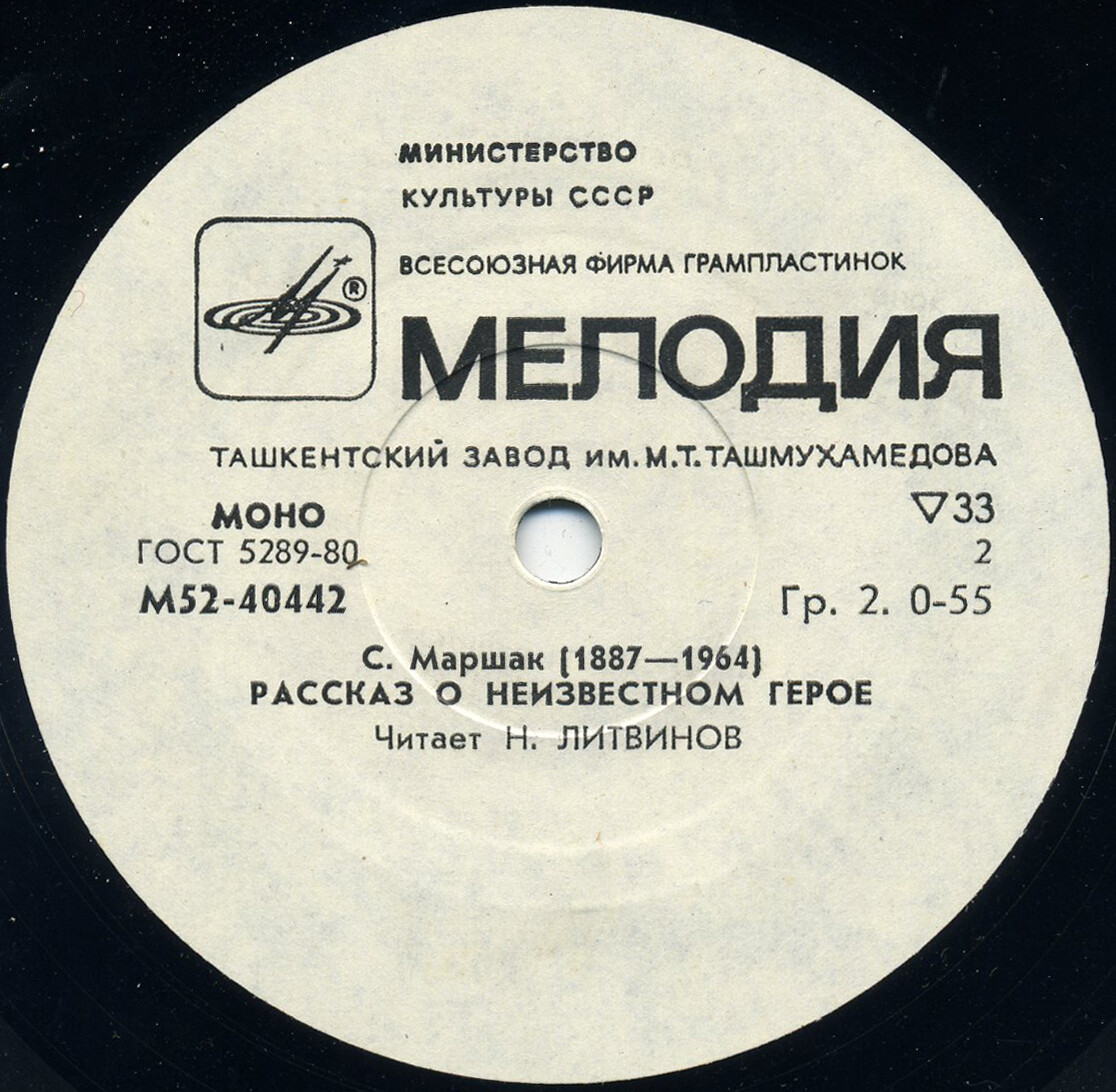 МИНИСТЕРСТВО
КУЛЬТУРЫ СССР
ВСЕСОЮЗНАЯ ФИРМА ГРАМПЛАСТИНОК
®
МЕЛОДИЯ
ТАШКЕНТСКИЙ ЗАВОД им. М.Т. ТАШМУХАМЕДОВА
МОНО
▽33
ГОСТ 5289-80
2
М52-40442
Гр. 2. 0-55
С. Маршак (1887—1964)
РАССКАЗ О НЕИЗВЕСТНОМ ГЕРОЕ
Читает Н. ЛИТВИНОВ